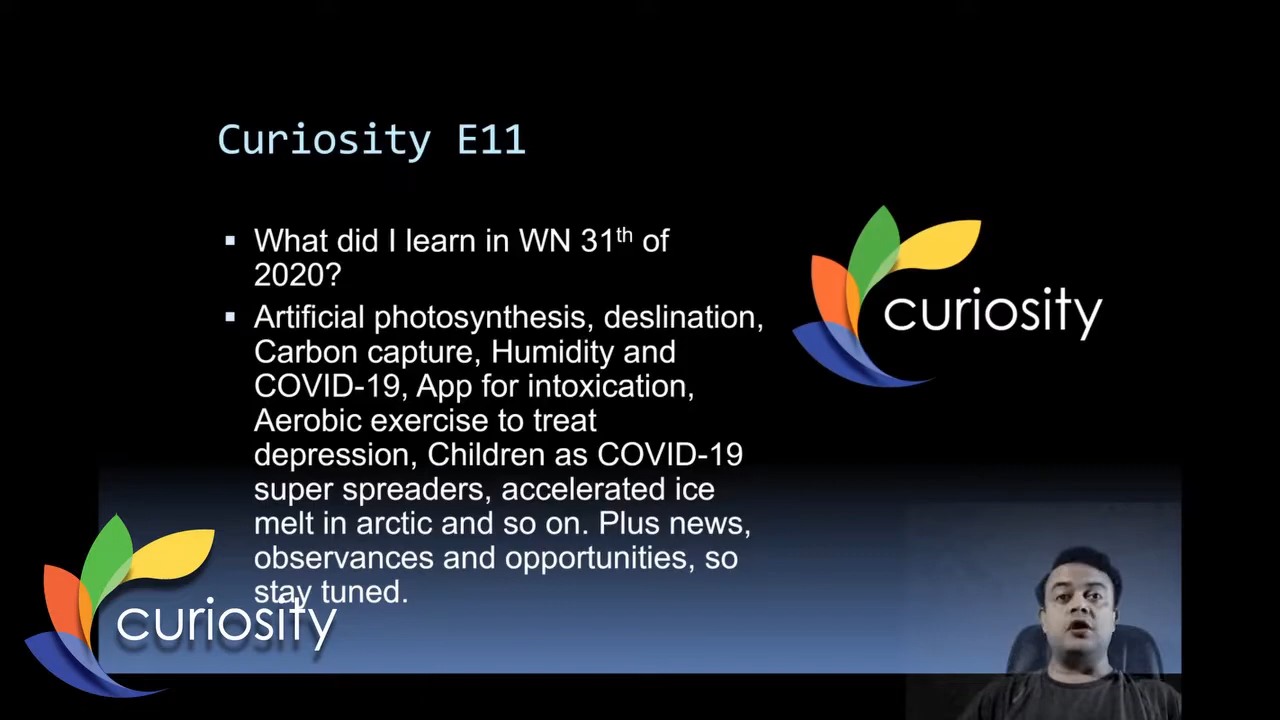 Curiosity E11
What did I learn in WN 31th of
2020?
Artificial photosynthesis, deslination,
Carbon capture, Humidity and
COVID-19, App for intoxication,
Aerobic exercise to treat
depression, Children as COVID-19
super spreaders, accelerated ice
melt in arctic and so on. Plus news,
observances and opportunities, so
stay tuned.
curiosity
curiosity